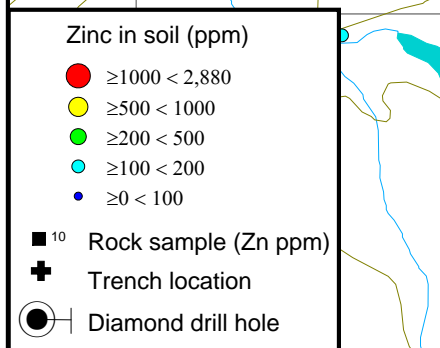 Zinc in soil (ppm)
≥1000 < 2,880
≥500 < 1000
≥200 < 500
≥100 < 200
≥0 < 100
10 Rock sample (Zn ppm)
Trench location
Diamond drill hole